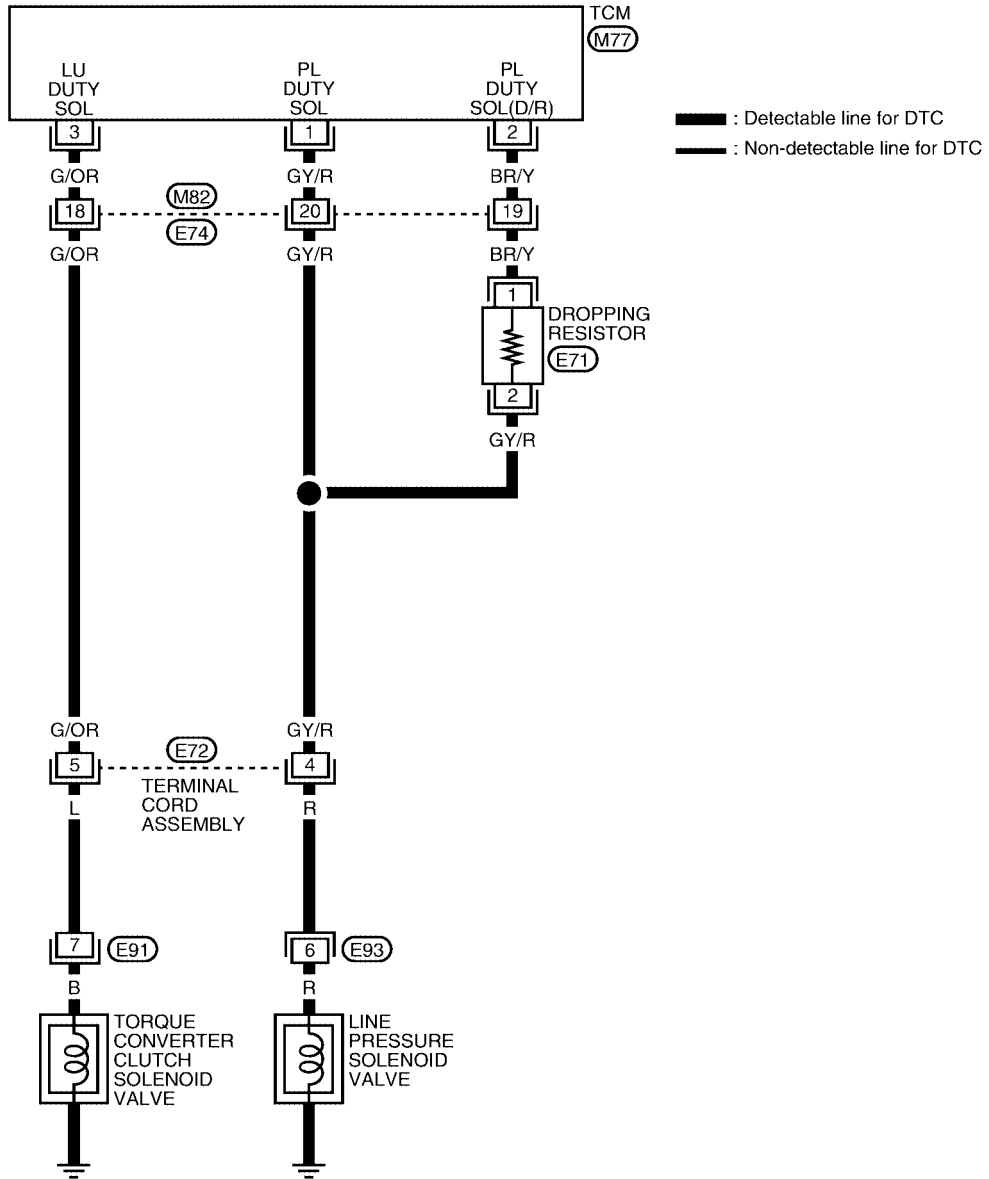 TCM
M77
LU
DUTY
SOL
PL
DUTY
SOL
PL
DUTY
SOL(D/R)
3
1
2
: Detectable line for DTC
: Non-detectable line for DTC
G/OR
GY/R
BR/Y
M82
18
20
19
E74
G/OR
GY/R
BR/Y
1
DROPPING
RESISTOR
E71
2
GY/R
G/OR
GY/R
E72
5
4
TERMINAL
CORD
ASSEMBLY
L
R
7
E91
6
E93
B
R
TORQUE
CONVERTER
CLUTCH
SOLENOID
VALVE
LINE
PRESSURE
SOLENOID
VALVE